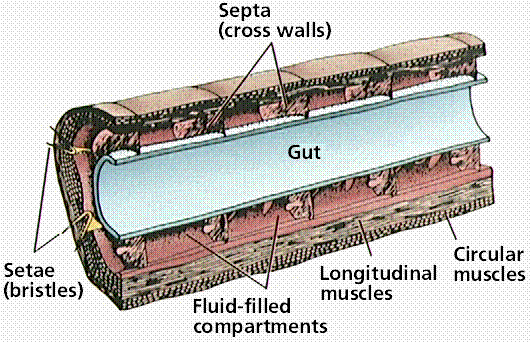 Septa
(cross walls)
Gut
Setae
(bristles)
Fluid-filled
compartments
Longitudinal
muscles
Circular
muscles